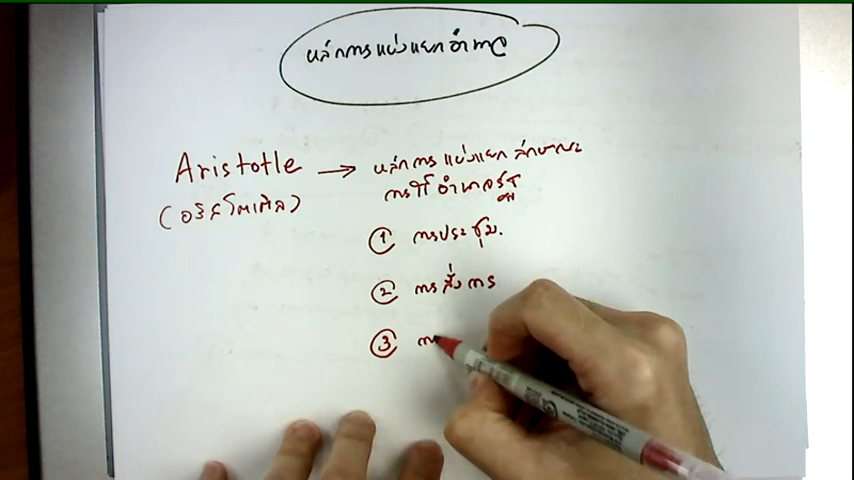 หลักการแบ่งแยกอำนาจ
Aristotle → หลักการแบ่งแยกลักษณะ
การใช้อำนาจรัฐ
(อริสโตเติล)
① การประชุม.
② การสั่งการ
③ กา